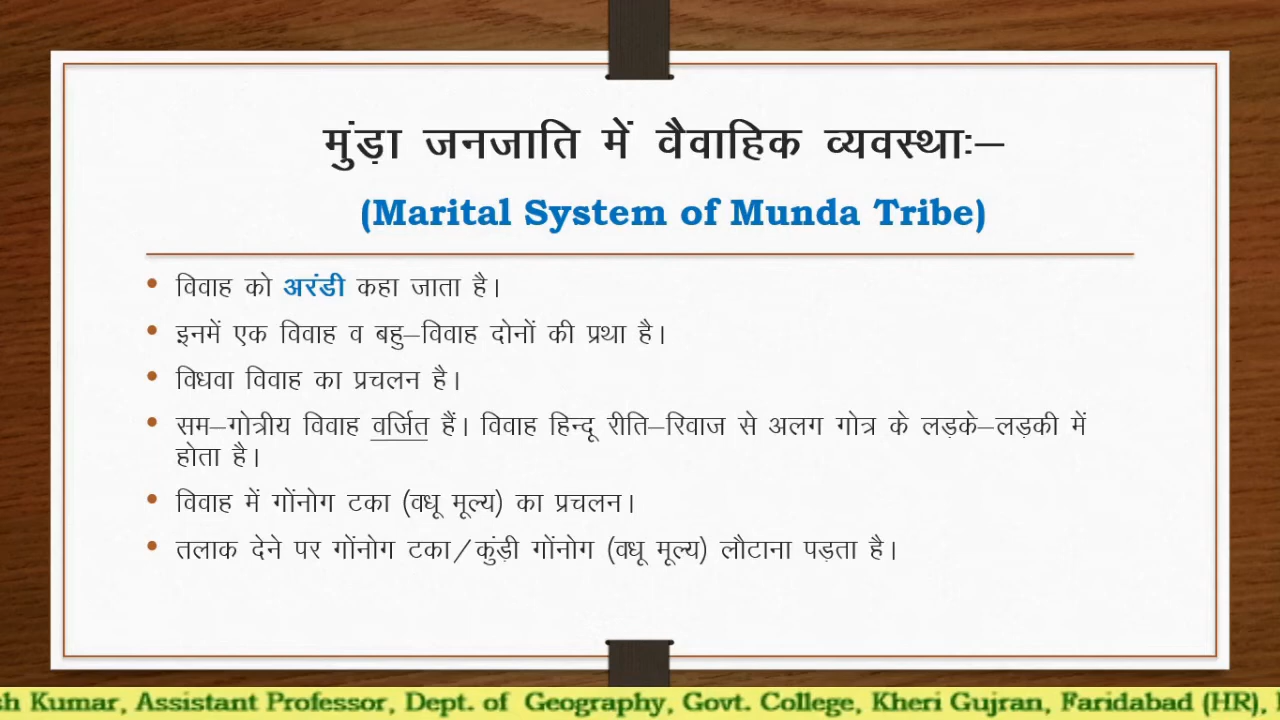 मुंड़ा जनजाति में वैवाहिक व्यवस्थाः–
(Marital System of Munda Tribe)
• विवाह को अरंडी कहा जाता है।
• इनमें एक विवाह व बहु–विवाह दोनों की प्रथा है।
• विधवा विवाह का प्रचलन है।
• सम–गोत्रीय विवाह वर्जित हैं। विवाह हिन्दू रीति–रिवाज से अलग गोत्र के लड़के–लड़की में
होता है।
• विवाह में गोंनोग टका (वधू मूल्य) का प्रचलन।
• तलाक देने पर गोंनोग टका/कुंड़ी गोंनोग (वधू मूल्य) लौटाना पड़ता है।
sh Kumar, Assistant Professor, Dept. of Geography, Govt. College, Kheri Gujran, Faridabad (HR),